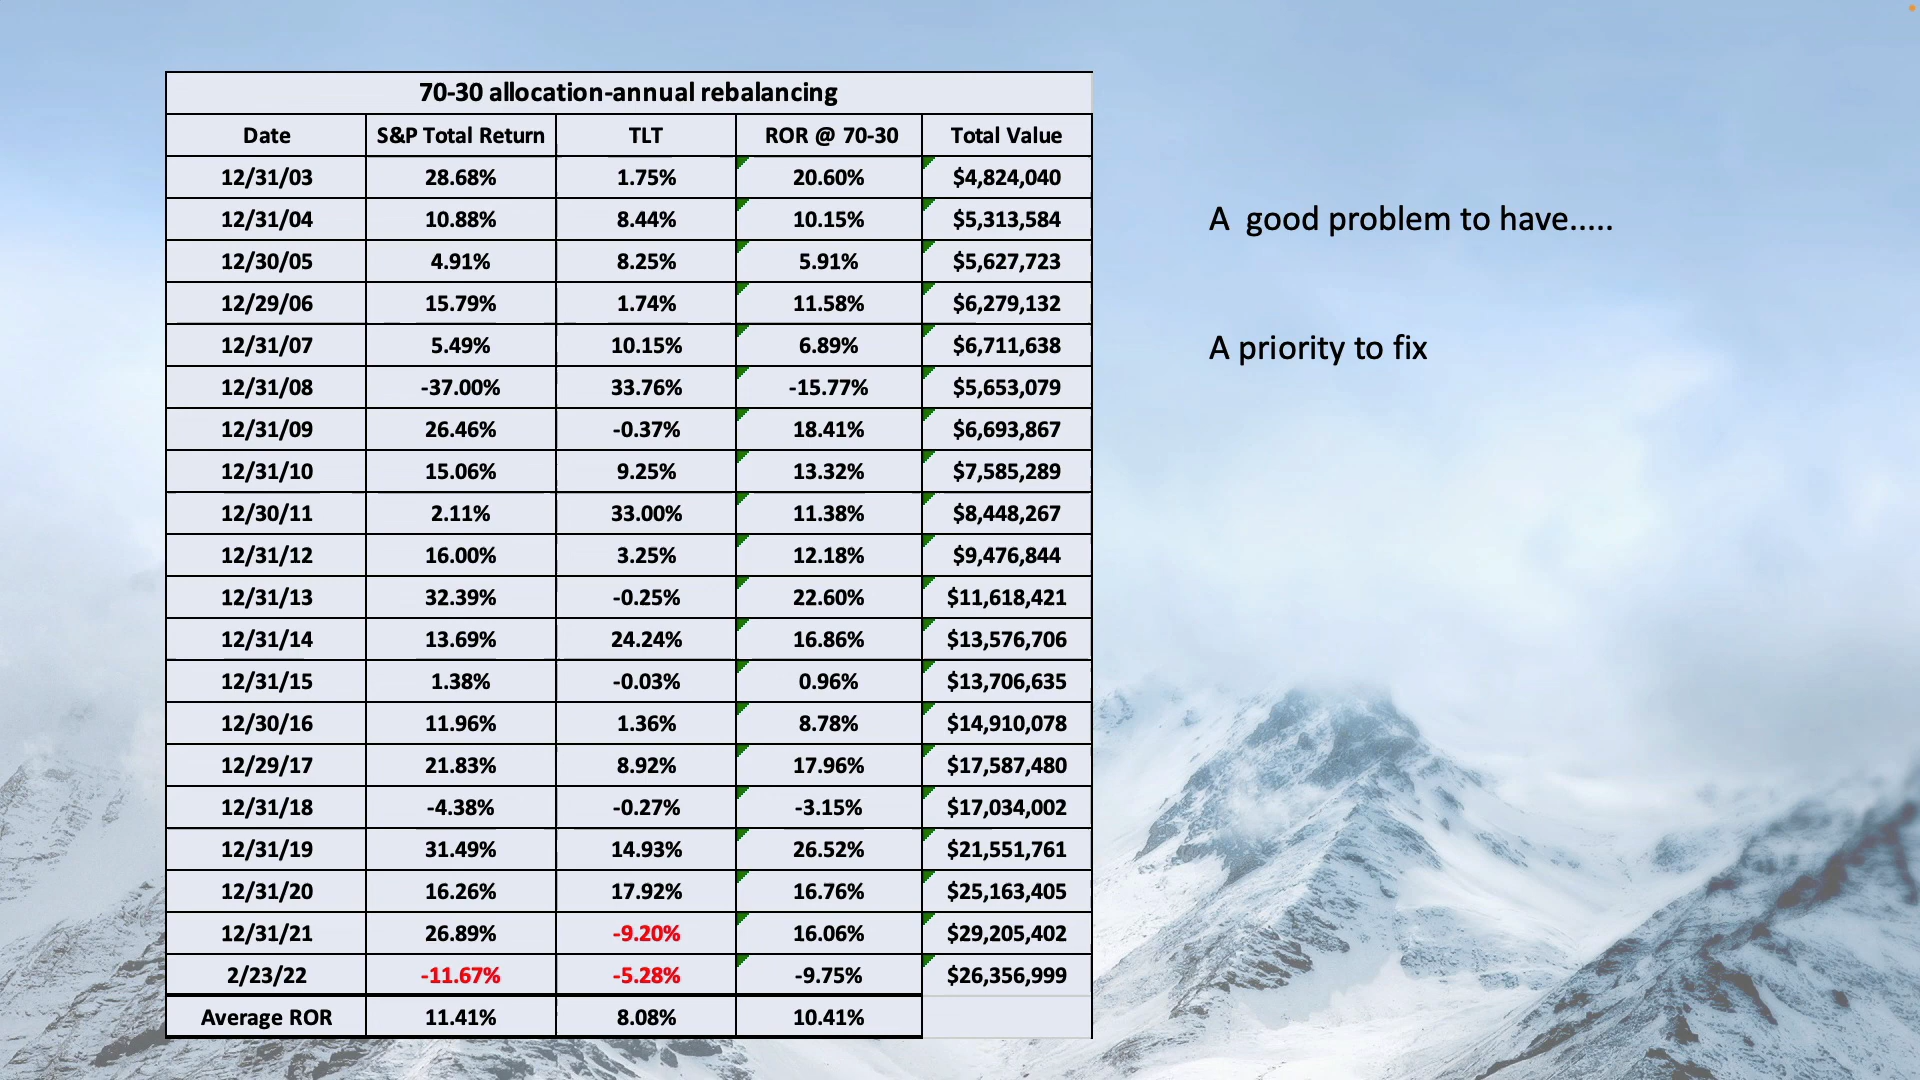 70-30 allocation-annual rebalancing
Date S&P Total Return TLT ROR @ 70-30 Total Value
12/31/03 28.68% 1.75% 20.60% $4,824,040
12/31/04 10.88% 8.44% 10.15% $5,313,584
12/30/05 4.91% 8.25% 5.91% $5,627,723
12/29/06 15.79% 1.74% 11.58% $6,279,132
12/31/07 5.49% 10.15% 6.89% $6,711,638
12/31/08 -37.00% 33.76% -15.77% $5,653,079
12/31/09 26.46% -0.37% 18.41% $6,693,867
12/31/10 15.06% 9.25% 13.32% $7,585,289
12/30/11 2.11% 33.00% 11.38% $8,448,267
12/31/12 16.00% 3.25% 12.18% $9,476,844
12/31/13 32.39% -0.25% 22.60% $11,618,421
12/31/14 13.69% 24.24% 16.86% $13,576,706
12/31/15 1.38% -0.03% 0.96% $13,706,635
12/30/16 11.96% 1.36% 8.78% $14,910,078
12/29/17 21.83% 8.92% 17.96% $17,587,480
12/31/18 -4.38% -0.27% -3.15% $17,034,002
12/31/19 31.49% 14.93% 26.52% $21,551,761
12/31/20 16.26% 17.92% 16.76% $25,163,405
12/31/21 26.89% -9.20% 16.06% $29,205,402
2/23/22 -11.67% -5.28% -9.75% $26,356,999
Average ROR 11.41% 8.08% 10.41%
A  good problem to have.....
A priority to fix